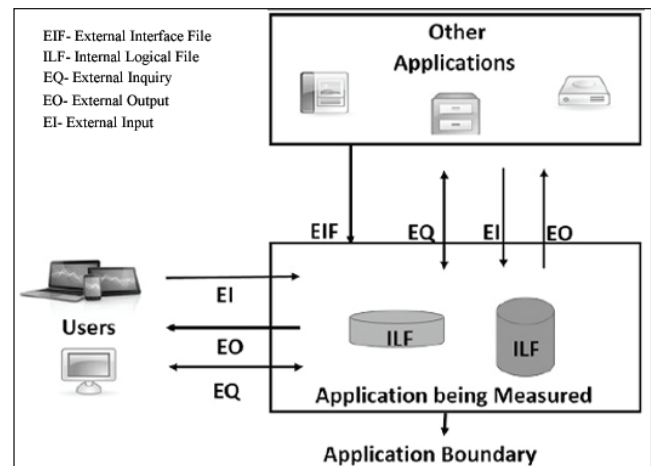 EIF- External Interface File
ILF- Internal Logical File
EQ- External Inquiry
EO- External Output
EI- External Input
Other
Applications
EIF
EQ
EI
EO
EI
Users
EO
EQ
ILF
ILF
Application being Measured
Application Boundary